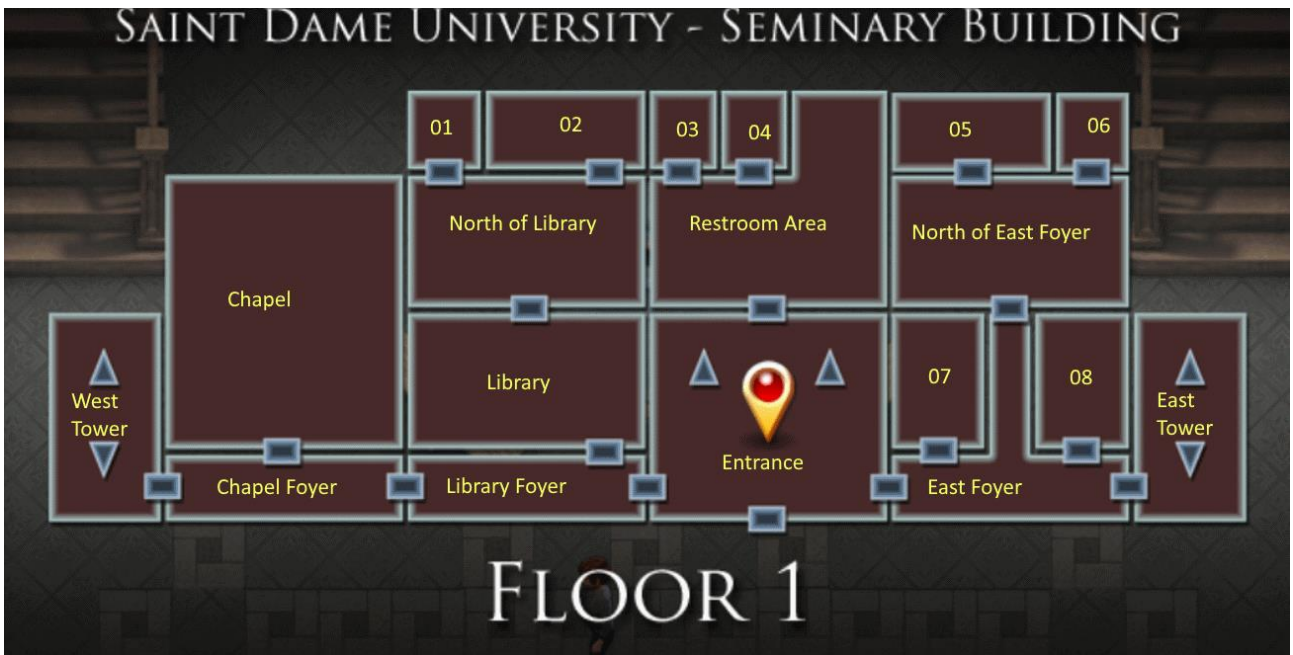 SAINT DAME UNIVERSITY - SEMINARY BUILDING
01
02
03
04
05
06
North of Library
Restroom Area
North of East Foyer
Chapel
Library
07
08
West
Tower
East
Tower
Entrance
Chapel Foyer
Library Foyer
East Foyer
FLOOR 1